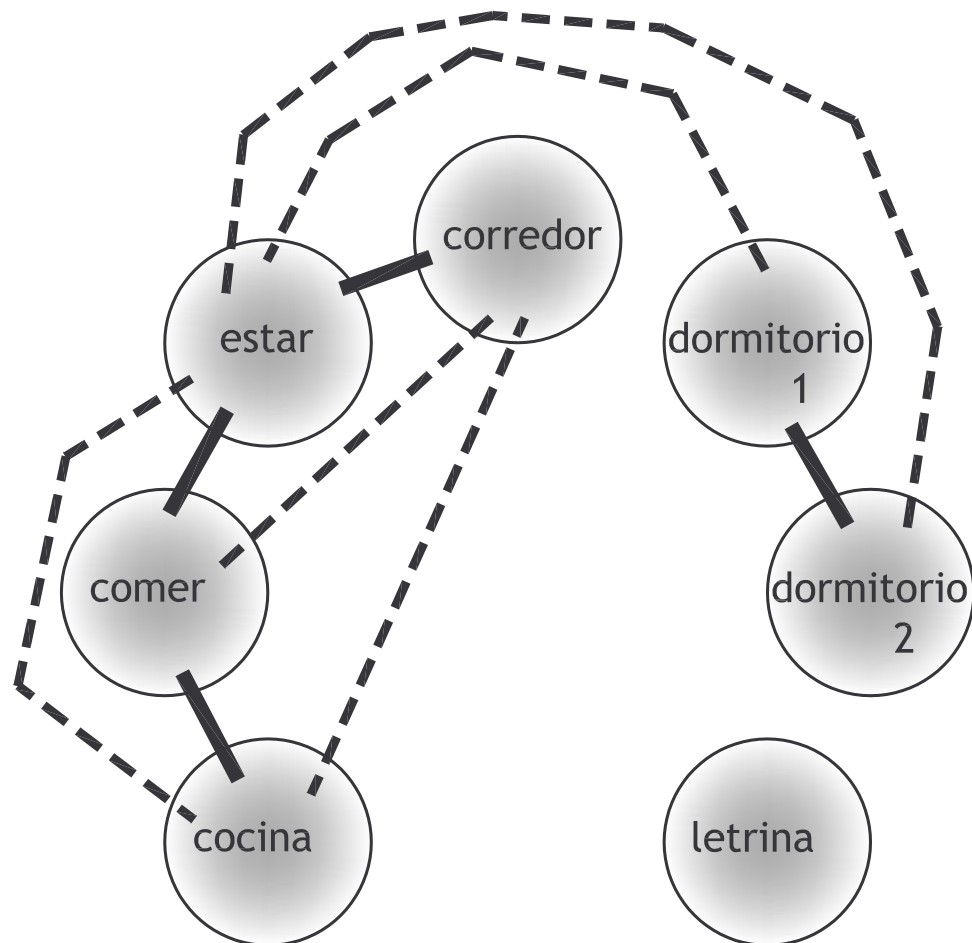 corredor
estar
dormitorio
1
comer
dormitorio
2
cocina
letrina